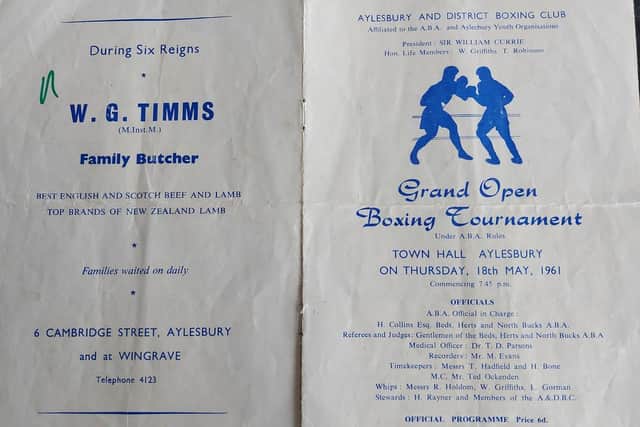 During Six Reigns
*
W. G. TIMMS
(M.Inst.M.)
Family Butcher
BEST ENGLISH AND SCOTCH BEEF AND LAMB
TOP BRANDS OF NEW ZEALAND LAMB
*
Families waited on daily
*
6 CAMBRIDGE STREET, AYLESBURY
and at WINGRAVE
Telephone 4123
AYLESBURY AND DISTRICT BOXING CLUB
Affiliated to the A.B.A. and Aylesbury Youth Organisations
President: SIR WILLIAM CURRIE
Hon. Life Members: W. Griffiths T. Robinson
Grand Open
Boxing Tournament
Under A.B.A. Rules
TOWN HALL AYLESBURY
ON THURSDAY, 18th MAY, 1961
Commencing 7.45 p.m.
OFFICIALS
A.B.A. Official in Charge:
H. Collins Esq. Beds, Herts and North Bucks A.B.A.
Referees and Judges: Gentlemen of the Beds, Herts and North Bucks A.B.A
Medical Officer: Dr. T. D. Parsons
Recorders: Mr. M. Evans
Timekeepers: Messrs T. Hadfield and H. Bone
M.C. Mr. Ted Ockenden
Whips: Messrs R. Holdom, W. Griffiths, L. Gorman
Stewards: H. Rayner and Members of the A.&D.B.C.
OFFICIAL PROGRAMME Price 6d.